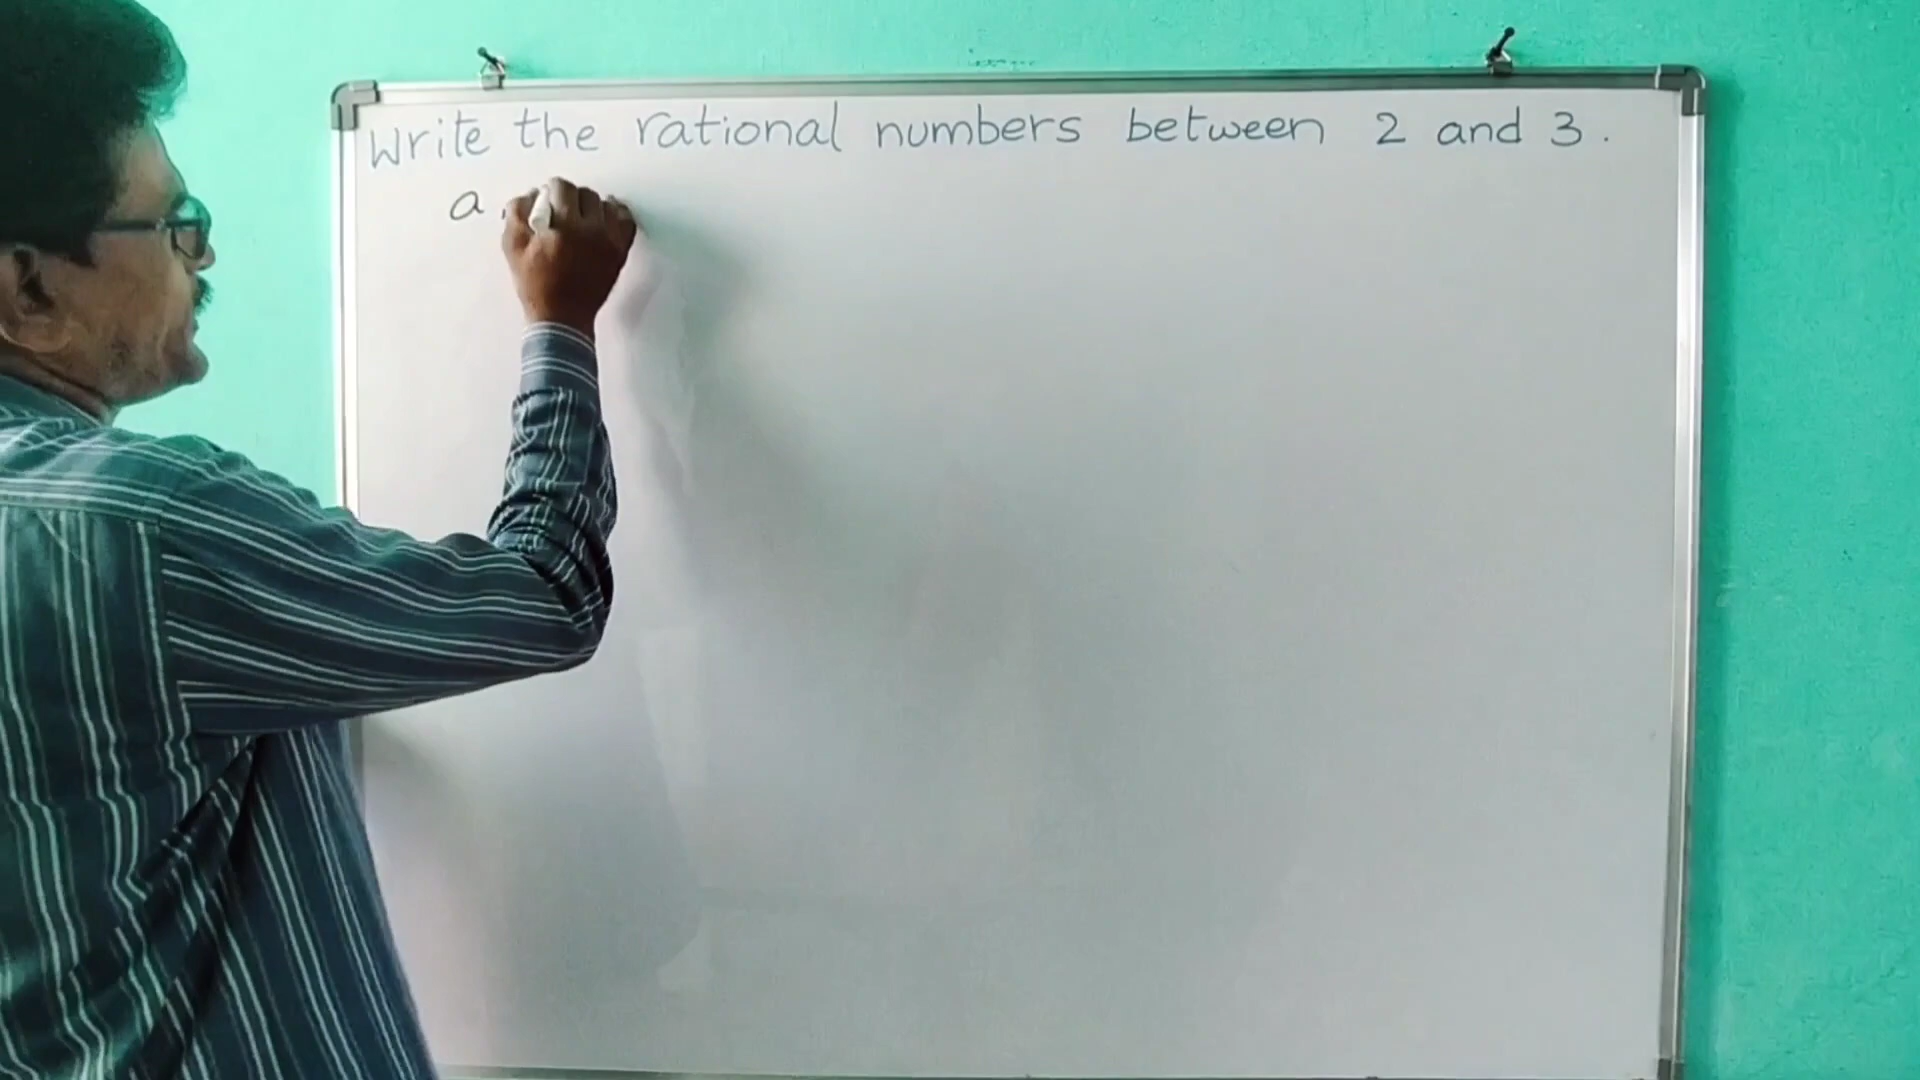 Write the rational numbers between 2 and 3.
a,